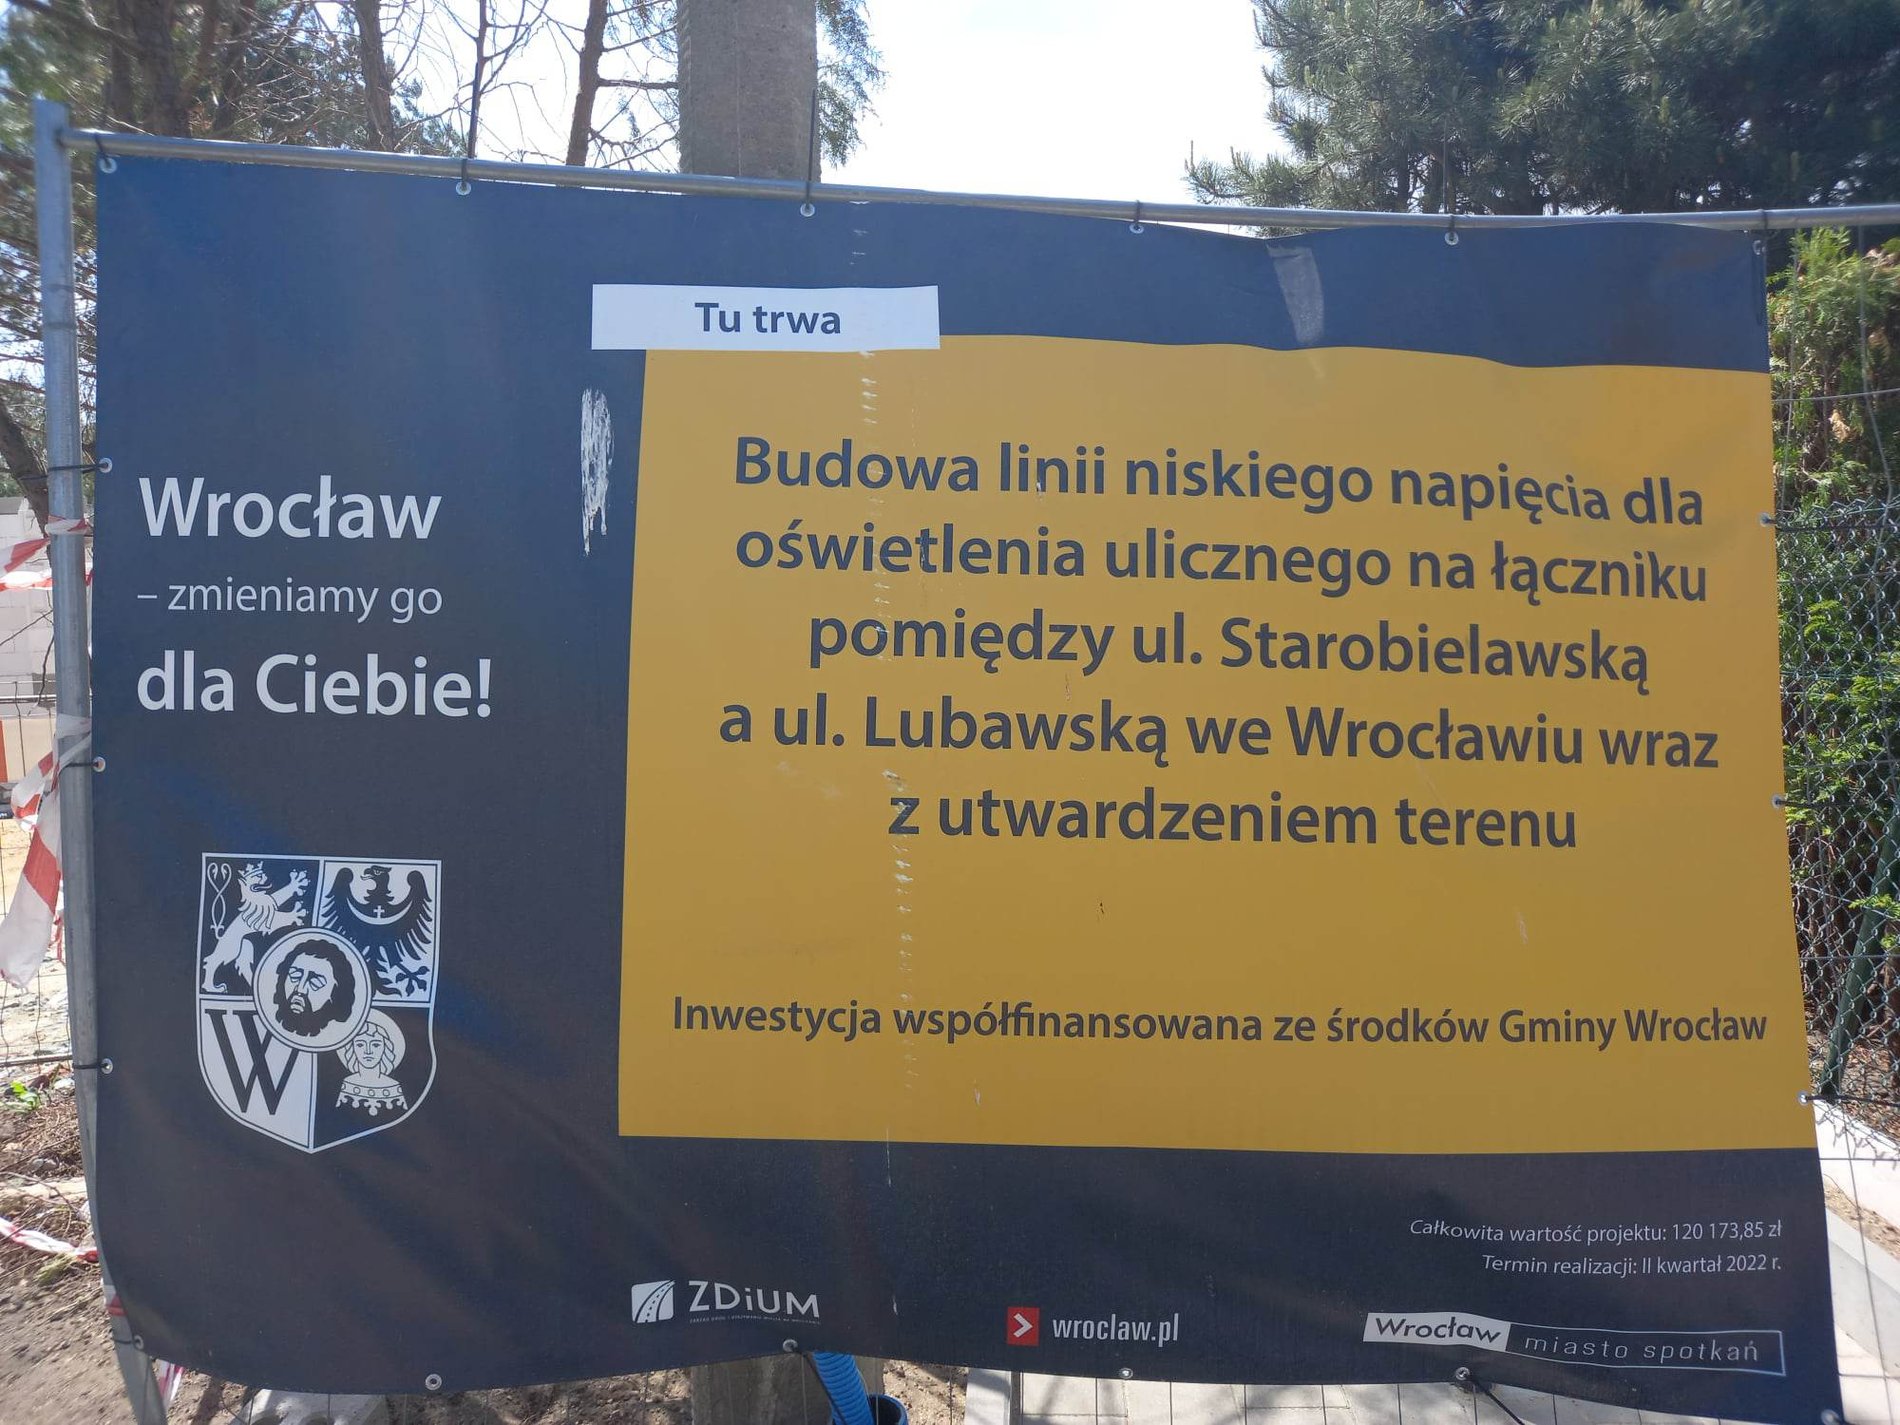 Tu trwa
Wrocław
– zmieniamy go
dla Ciebie!
Budowa linii niskiego napięcia dla
oświetlenia ulicznego na łączniku
pomiędzy ul. Starobielawską
a ul. Lubawską we Wrocławiu wraz
z utwardzeniem terenu
Inwestycja współfinansowana ze środków Gminy Wrocław
W
Całkowita wartość projektu: 120 173,85 zł
Termin realizacji: II kwartał 2022 r.
ZDiUM
wroclaw.pl
Wrocław miasto spotkań